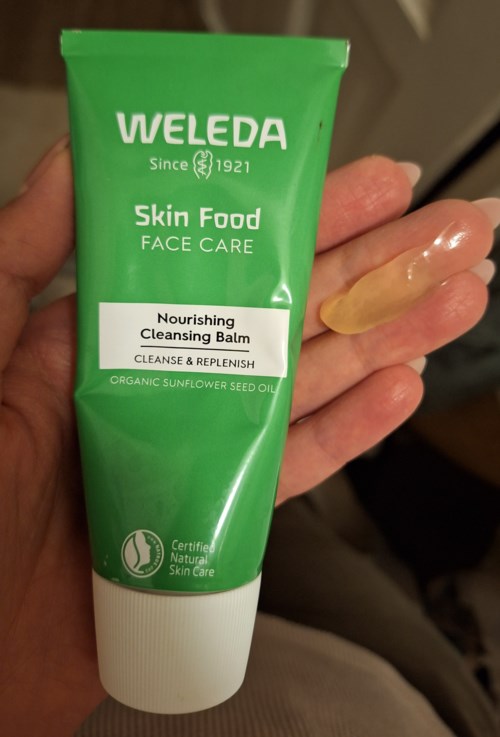 WELEDA
Since 1921
Skin Food
FACE CARE
Nourishing
Cleansing Balm
CLEANSE & REPLENISH
ORGANIC SUNFLOWER SEED OIL
Certified
Natural
Skin Care